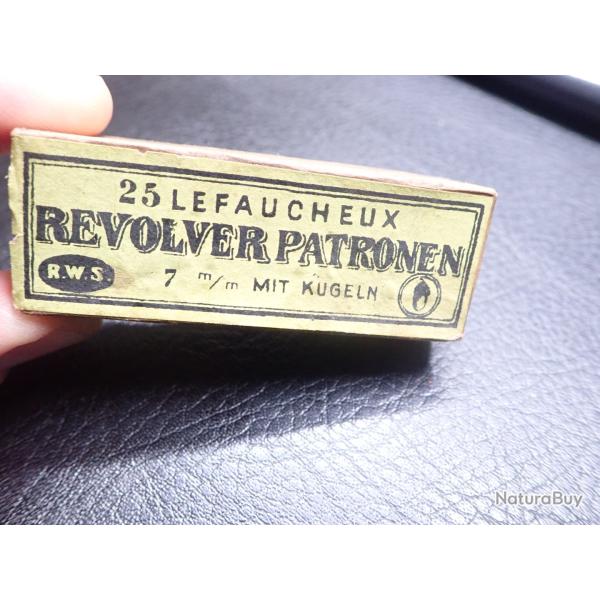 25 LEFAUCHEUX
REVOLVER PATRONEN
R.W.S. 7 m/m MIT KUGELN
NaturaBuy